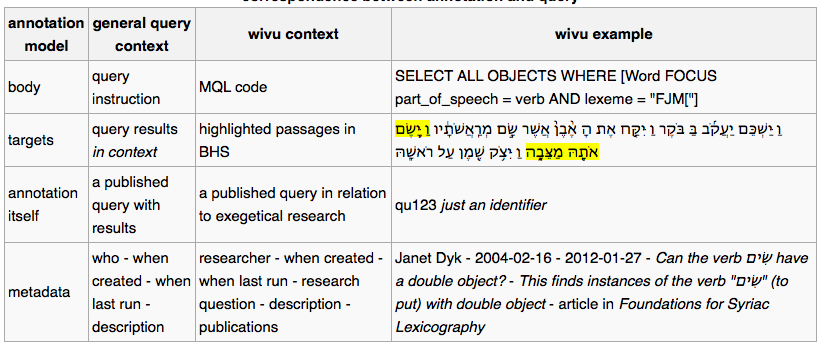 correspondence between annotation and query
annotation
model
general query
context
wivu context
wivu example
body
query
instruction
MQL code
SELECT ALL OBJECTS WHERE [Word FOCUS
part_of_speech = verb AND lexeme = "FJM["]
targets
query results
in context
highlighted passages in
BHS
וַ יַּשְׁכֵּ֨ם יַעֲקֹ֜ב בַּ בֹּ֗קֶר וַ יִּקַּ֤ח אֶת הָ אֶ֙בֶן֙ אֲשֶׁר שָׂ֣ם מְרַֽאֲשֹׁתָ֔יו וַ יָּ֥שֶׂם
אֹתָ֖הּ מַצֵּבָ֑ה וַ יִּצֹ֥ק שֶׁ֖מֶן עַל רֹאשָֽׁהּ
annotation
itself
a published
query with
results
a published query in relation
to exegetical research
qu123 just an identifier
metadata
who - when
created - when
last run -
description
researcher - when created -
when last run - research
question - description -
publications
Janet Dyk - 2004-02-16 - 2012-01-27 - Can the verb שִׂים have
a double object? - This finds instances of the verb "שִׂים" (to
put) with double object - article in Foundations for Syriac
Lexicography